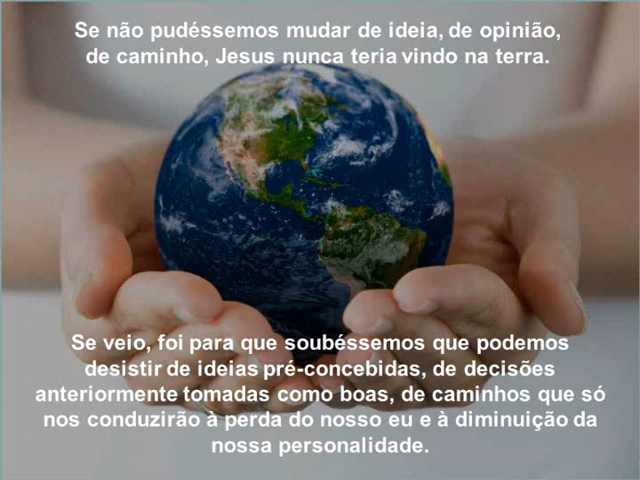 Se não pudéssemos mudar de ideia, de opinião,
de caminho, Jesus nunca teria vindo na terra.
Se veio, foi para que soubéssemos que podemos
desistir de ideias pré-concebidas, de decisões
anteriormente tomadas como boas, de caminhos que só
nos conduzirão à perda do nosso eu e à diminuição da
nossa personalidade.